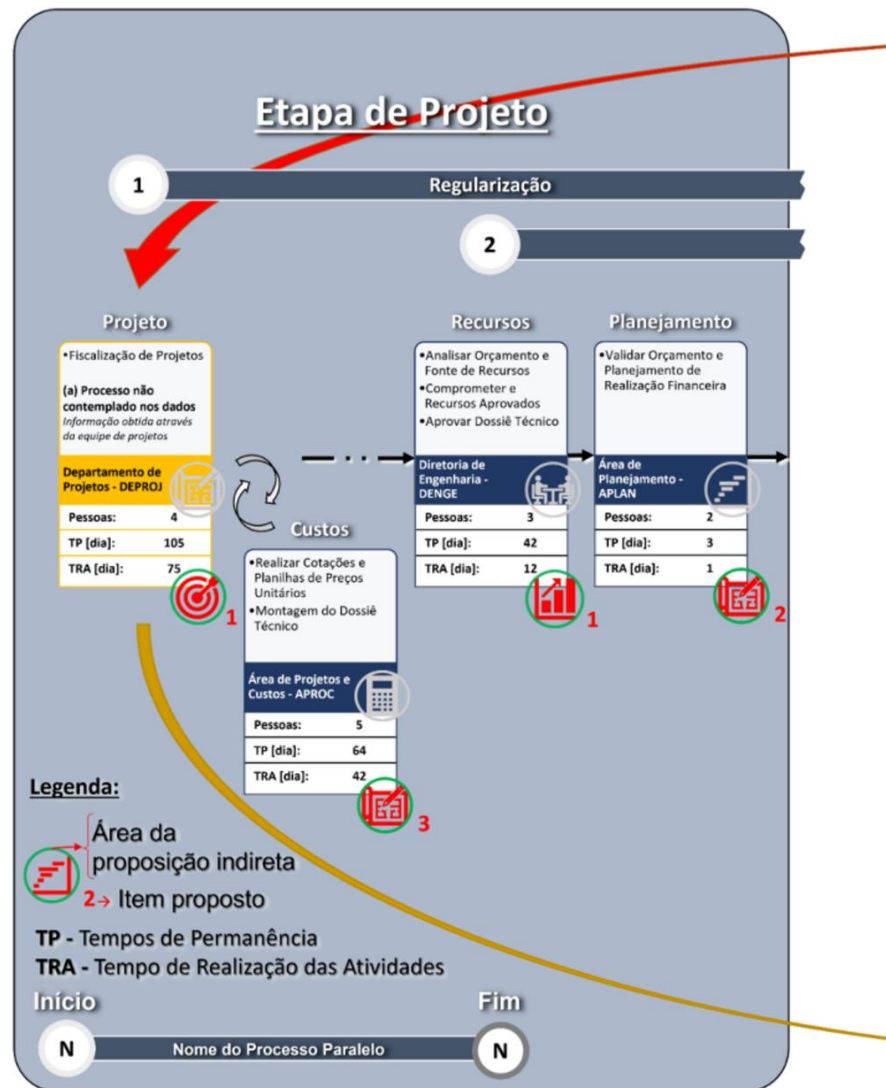 Etapa de Projeto
1
Regularização
2
Projeto
•Fiscalização de Projetos
(a) Processo não
contemplado nos dados
Informação obtida através
da equipe de projetos
Departamento de
Projetos - DEPROJ
Pessoas: 4
TP [dia]: 105
TRA [dia]: 75
1
Custos
•Realizar Cotações e
Planilhas de Preços
Unitários
•Montagem do Dossiê
Técnico
Área de Projetos e
Custos - APROC
Pessoas: 5
TP [dia]: 64
TRA [dia]: 42
3
Recursos
•Analisar Orçamento e
Fonte de Recursos
•Comprometer e
Recursos Aprovados
•Aprovar Dossiê Técnico
Diretoria de
Engenharia -
DENGE
Pessoas: 3
TP [dia]: 42
TRA [dia]: 12
1
Planejamento
•Validar Orçamento e
Planejamento de
Realização Financeira
Área de
Planejamento -
APLAN
Pessoas: 2
TP [dia]: 3
TRA [dia]: 1
2
Legenda:
Área da
proposição indireta
2→ Item proposto
TP - Tempos de Permanência
TRA - Tempo de Realização das Atividades
Início
Fim
N
Nome do Processo Paralelo
N